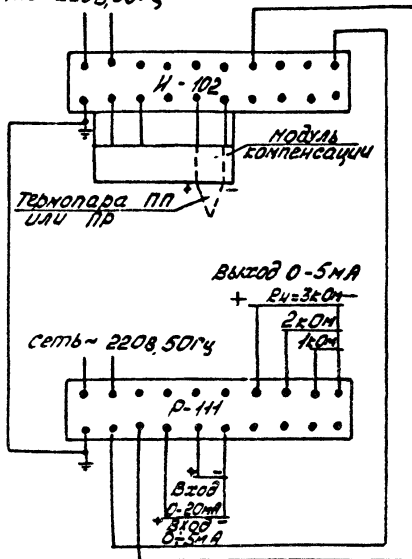 220В, 50Гц
И-102
модуль
компенсации
+ -
Термопара ПП
или ПР
Выход 0-5мА
+ Rн=3кОм -
2кОм
1кОм
сеть~ 220В, 50Гц
Р-111
+ -
Вход
0-20мА
+ -
Вход
0-5мА